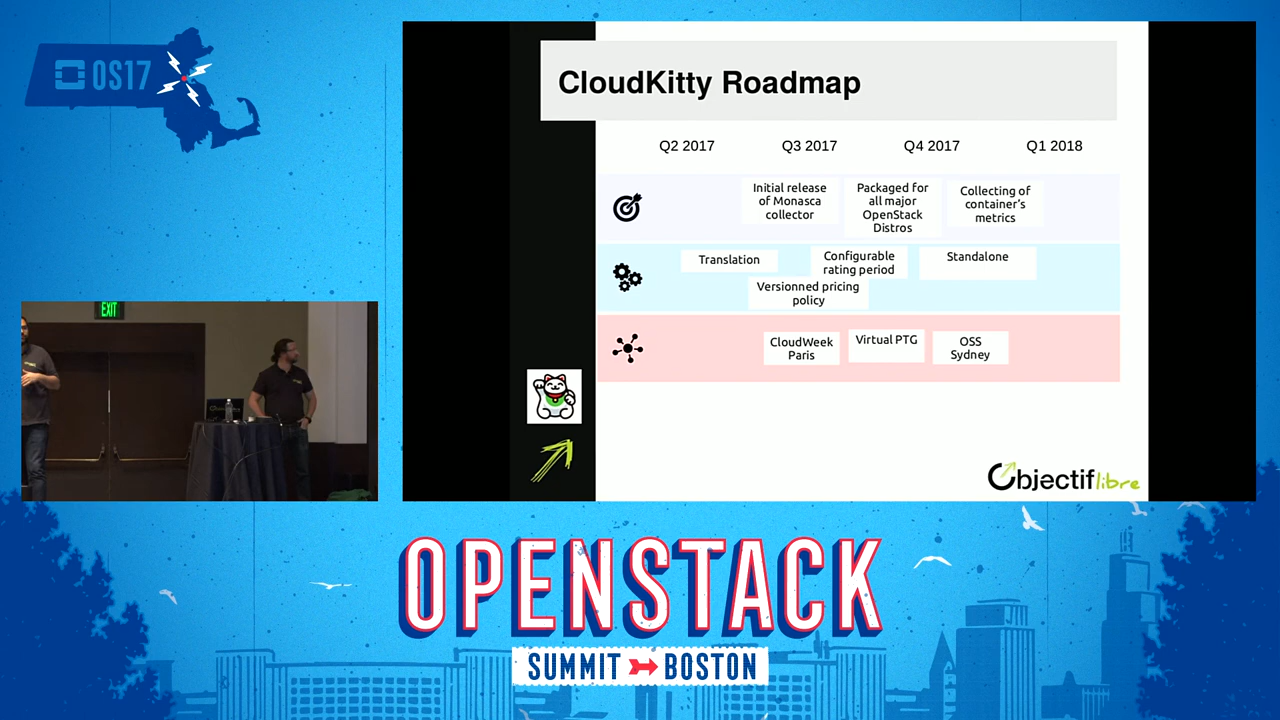 OS17
CloudKitty Roadmap
Q2 2017
Q3 2017
Q4 2017
Q1 2018
Initial release
of Monasca
collector
Packaged for
all major
OpenStack
Distros
Collecting of
container's
metrics
Translation
Configurable
rating period
Standalone
Versionned pricing
policy
CloudWeek
Paris
Virtual PTG
OSS
Sydney
Objectif libre
EXIT
OPENSTACK
SUMMIT BOSTON